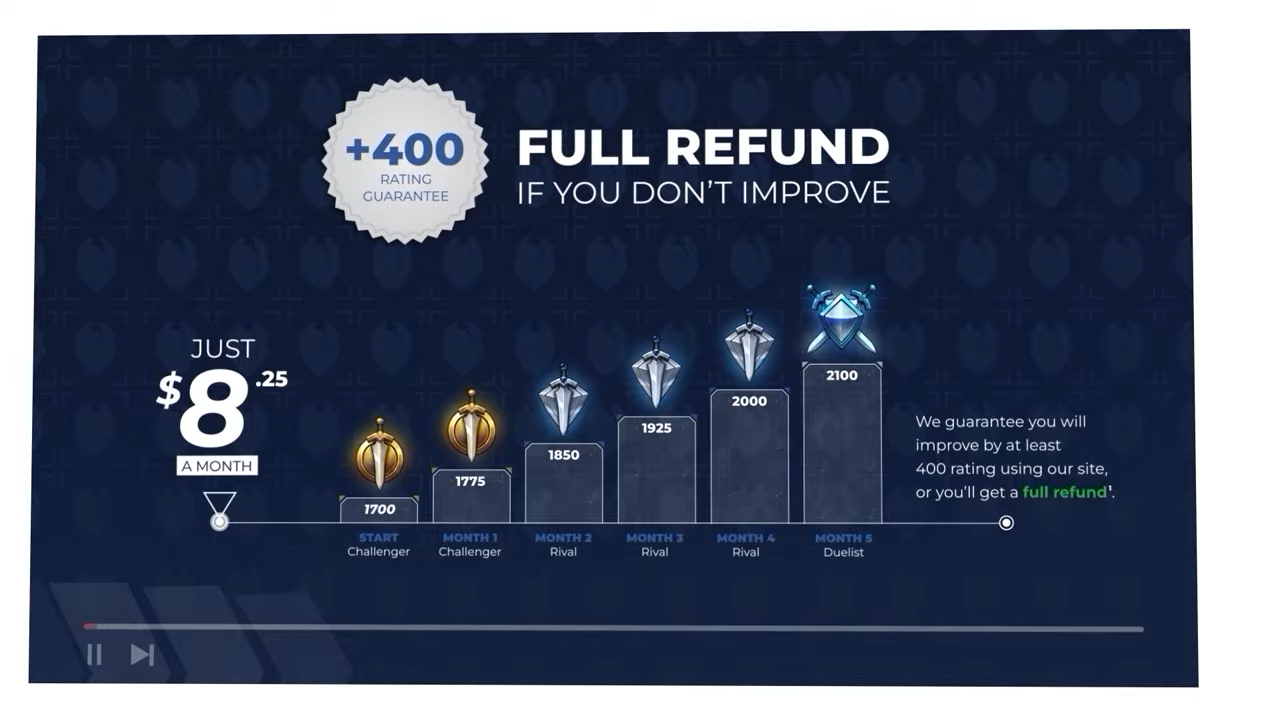 +400
RATING
GUARANTEE
FULL REFUND
IF YOU DON'T IMPROVE
JUST
$8.25
A MONTH
1700
1775
1850
1925
2000
2100
START
Challenger
MONTH 1
Challenger
MONTH 2
Rival
MONTH 3
Rival
MONTH 4
Rival
MONTH 5
Duelist
We guarantee you will
improve by at least
400 rating using our site,
or you'll get a full refund'.